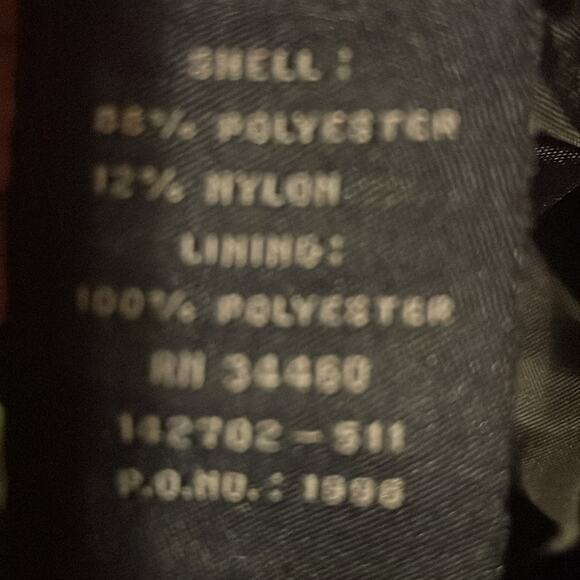 SHELL:
88% POLYESTER
12% NYLON
LINING:
100% POLYESTER
RN 34460
142702-511
P.O.NO.: